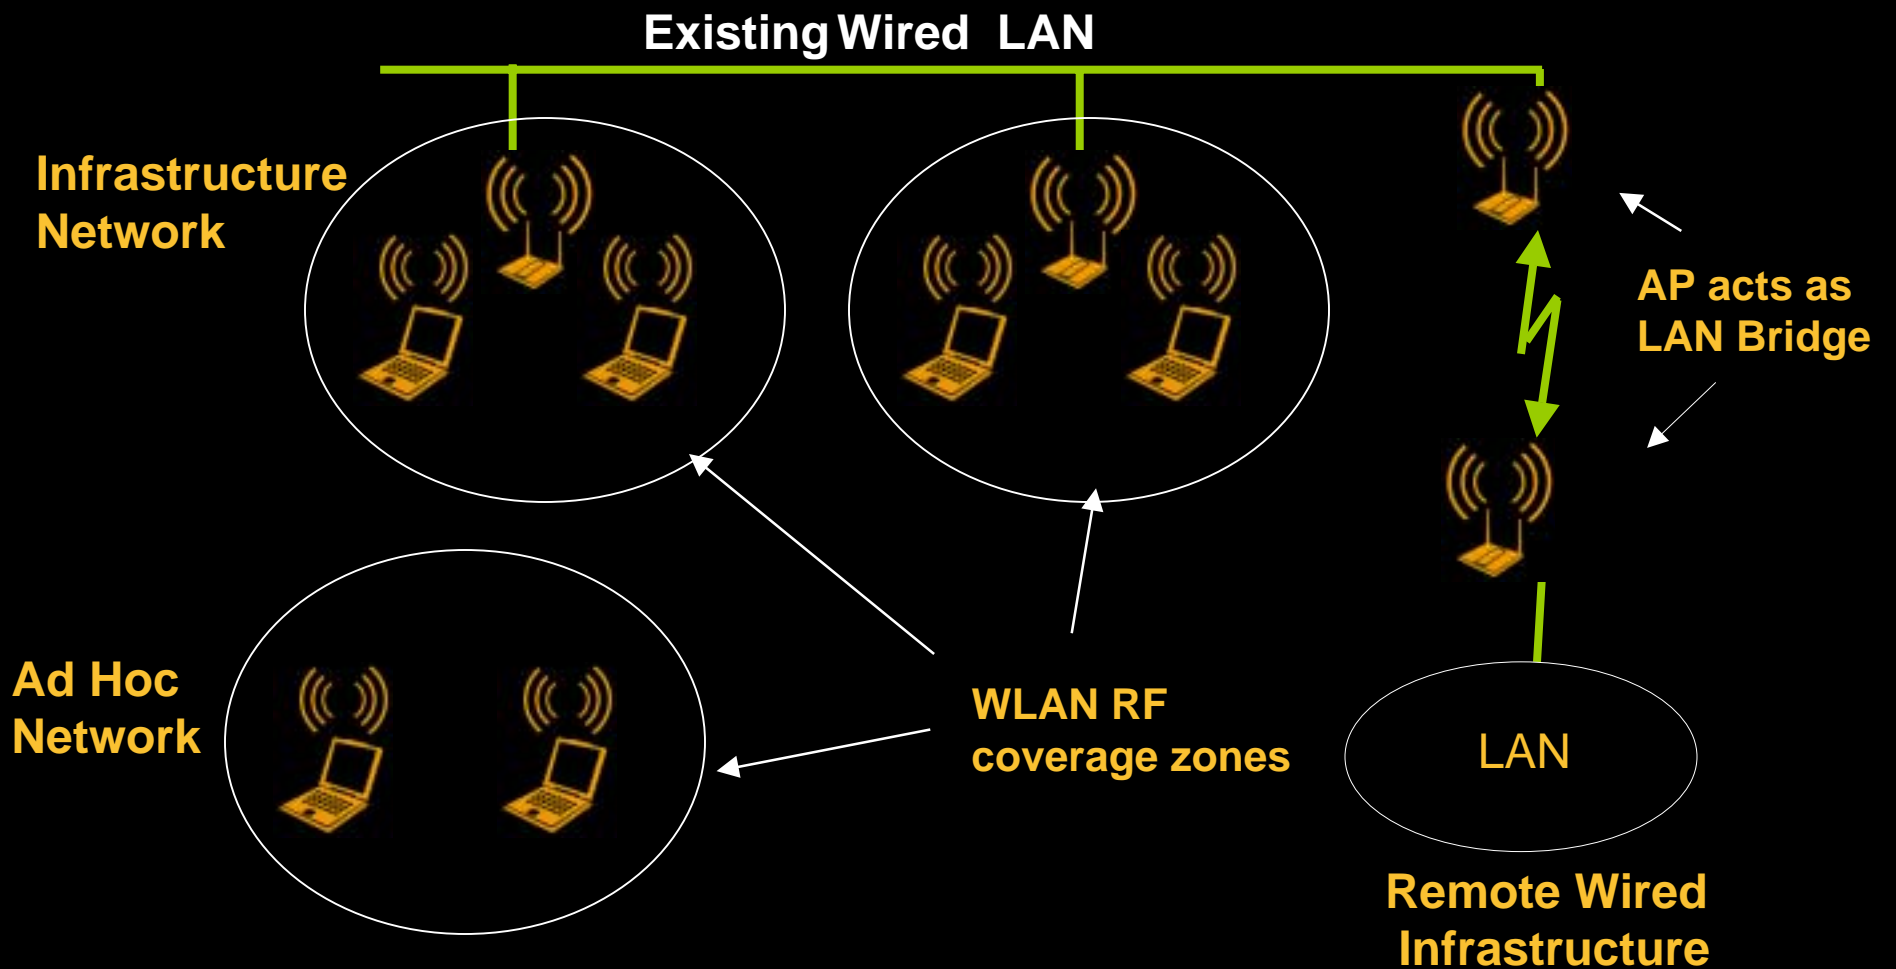 Existing Wired LAN
Infrastructure
Network
AP acts as
LAN Bridge
Ad Hoc
Network
WLAN RF
coverage zones
LAN
Remote Wired
Infrastructure